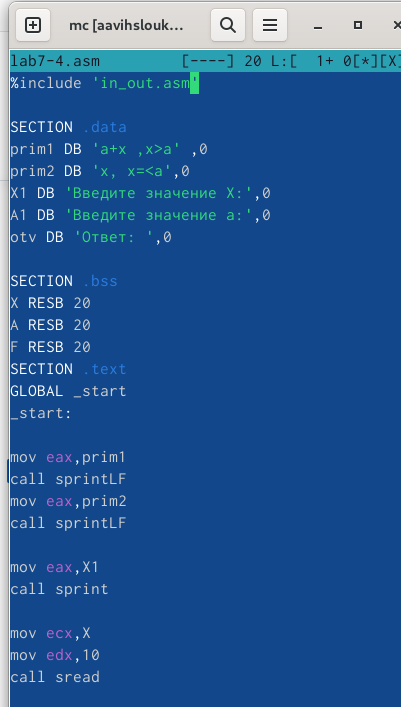 mc [aavihslouk...
lab7-4.asm [----] 20 L:[ 1+ 0[*][X]
%include 'in_out.asm'
SECTION .data
prim1 DB 'a+x ,x>a' ,0
prim2 DB 'x, x=<a',0
X1 DB 'Введите значение X:',0
A1 DB 'Введите значение a:',0
otv DB 'Ответ: ',0
SECTION .bss
X RESB 20
A RESB 20
F RESB 20
SECTION .text
GLOBAL _start
_start:
mov eax,prim1
call sprintLF
mov eax,prim2
call sprintLF
mov eax,X1
call sprint
mov ecx,X
mov edx,10
call sread